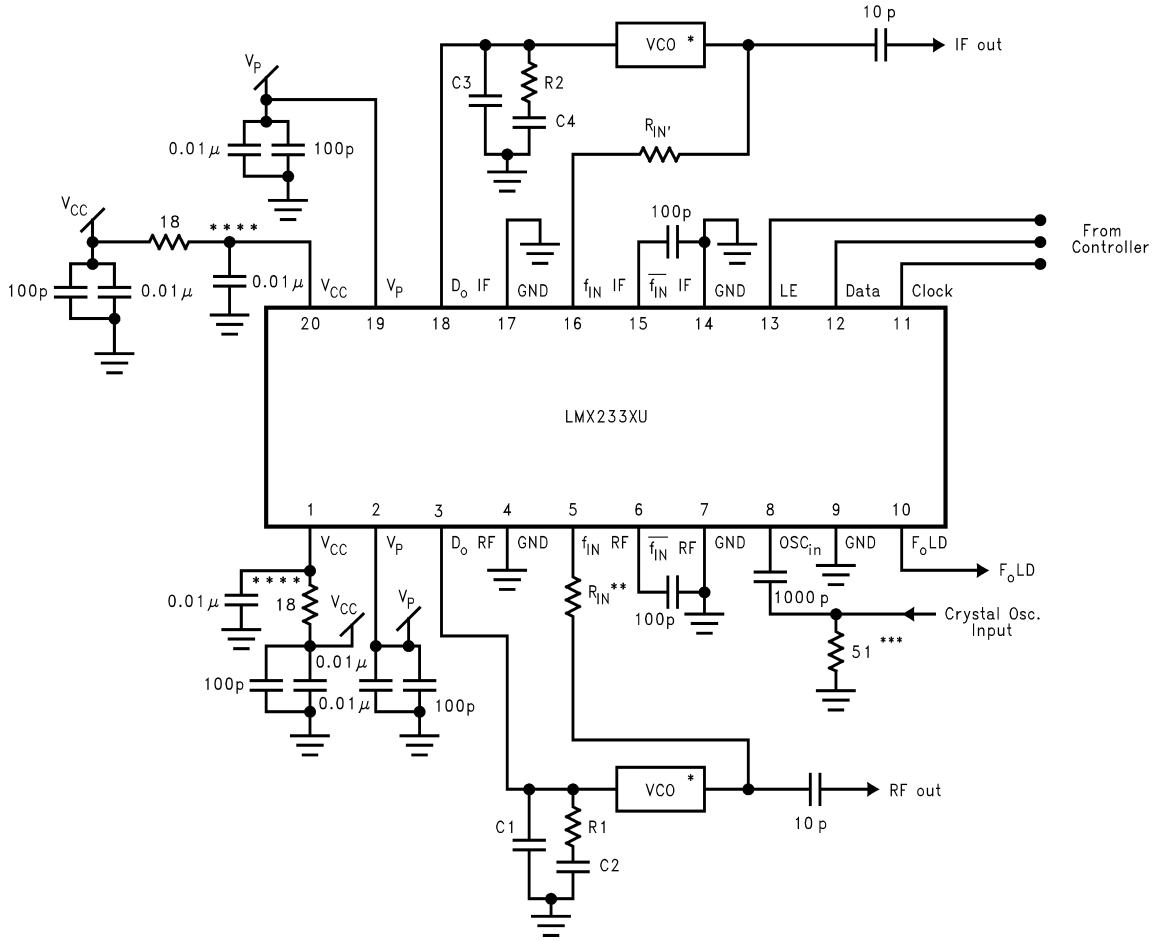 10 p
VCO *
IF out
V_P
C3
R2
C4
0.01μ
100p
R_IN'
V_CC
18
****
100p
From
Controller
100p
0.01μ
0.01μ
V_CC
V_P
D_o IF
GND
f_IN IF
f̅_I̅N̅ IF
GND
LE
Data
Clock
20
19
18
17
16
15
14
13
12
11
LMX233XU
1
2
3
4
5
6
7
8
9
10
V_CC
V_P
D_o RF
GND
f_IN RF
f̅_I̅N̅ RF
GND
OSC_in
GND
F_oLD
****
0.01μ
18
V_CC
V_P
R_IN**
100p
1000p
F_oLD
Crystal Osc.
Input
51 ***
0.01μ
100p
0.01μ
100p
VCO *
RF out
10 p
C1
R1
C2